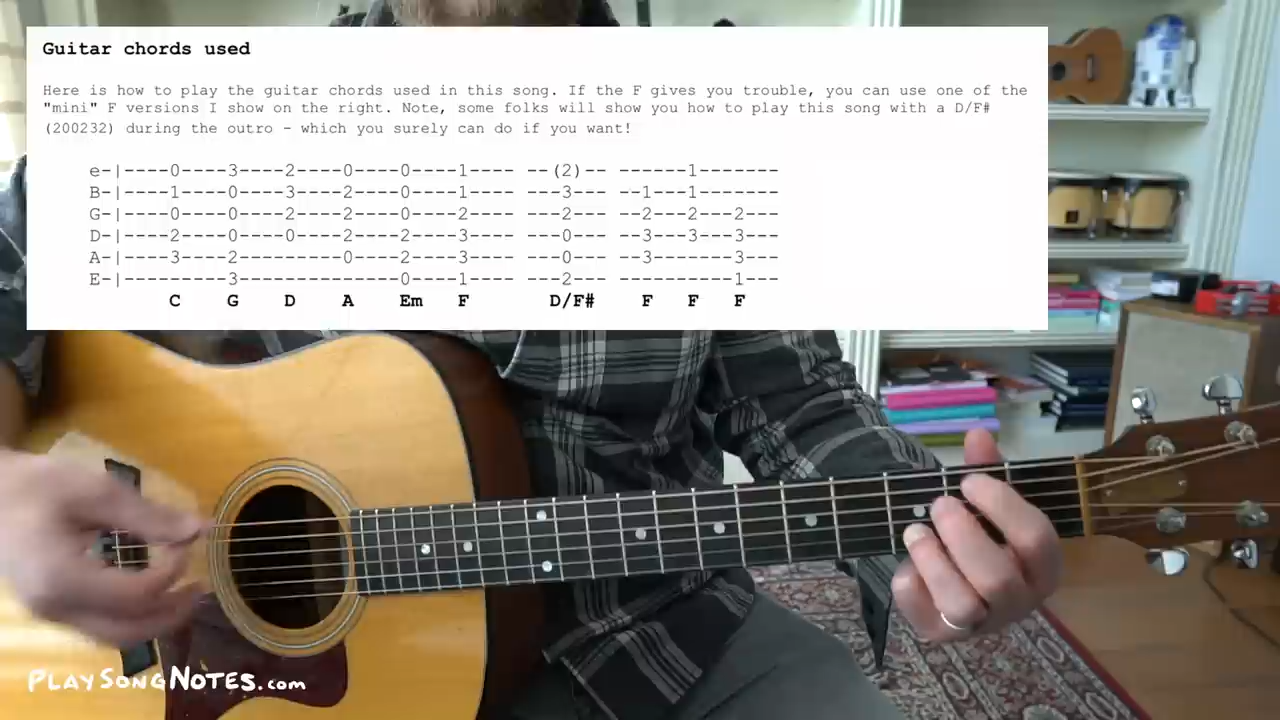 Guitar chords used
Here is how to play the guitar chords used in this song. If the F gives you trouble, you can use one of the
"mini" F versions I show on the right. Note, some folks will show you how to play this song with a D/F#
(200232) during the outro - which you surely can do if you want!
e-|----0----3----2----0----0----1---- --(2)-- ------1-------
B-|----1----0----3----2----0----1---- ---3--- --1---1-------
G-|----0----0----2----2----0----2---- ---2--- --2---2---2---
D-|----2----0----0----2----2----3---- ---0--- --3---3---3---
A-|----3----2---------0----2----3---- ---0--- --3-------3---
E-|---------3--------------0----1---- ---2--- ----------1---
C G D A Em F D/F# F F F
PLAYSONGNOTES.com